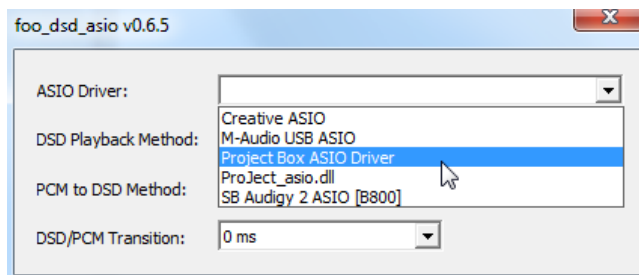 foo_dsd_asio v0.6.5
ASIO Driver:
Creative ASIO
DSD Playback Method:
M-Audio USB ASIO
Project Box ASIO Driver
ProJect_asio.dll
PCM to DSD Method:
SB Audigy 2 ASIO [B800]
DSD/PCM Transition:
0 ms